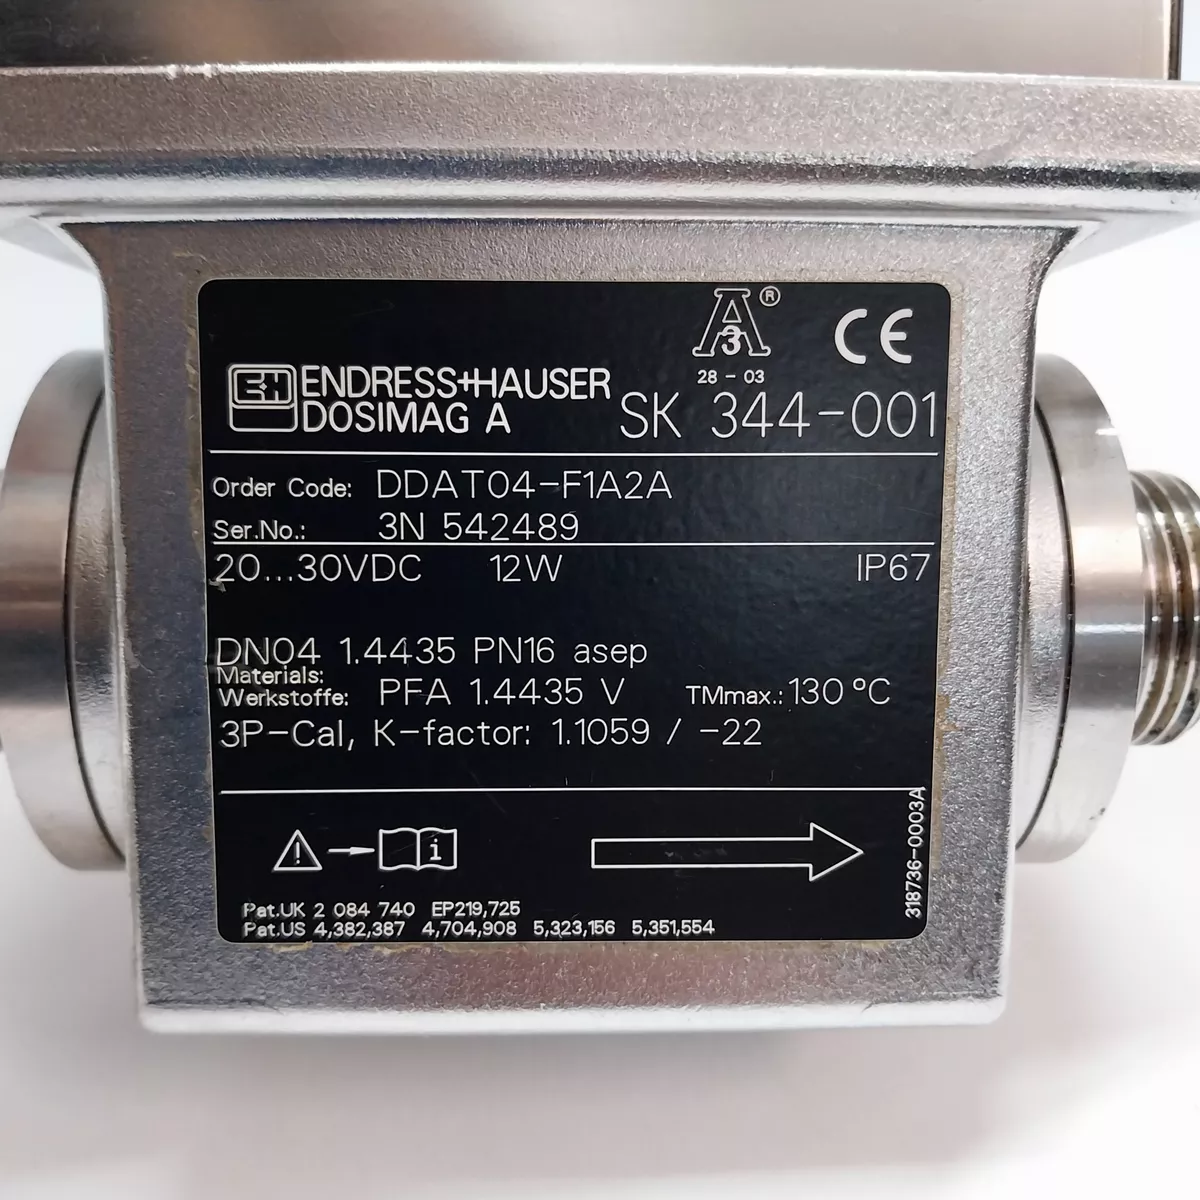 A 3 ®
28 - 03
CE
E+H ENDRESS+HAUSER
DOSIMAG A
SK 344-001
Order Code: DDAT04-F1A2A
Ser.No.: 3N 542489
20...30VDC 12W IP67
DN04 1.4435 PN16 asep
Materials:
Werkstoffe: PFA 1.4435 V TMmax.: 130 °C
3P-Cal, K-factor: 1.1059 / -22
i
318736-0003A
Pat.UK 2 084 740 EP219,725
Pat.US 4,382,387 4,704,908 5,323,156 5,351,554